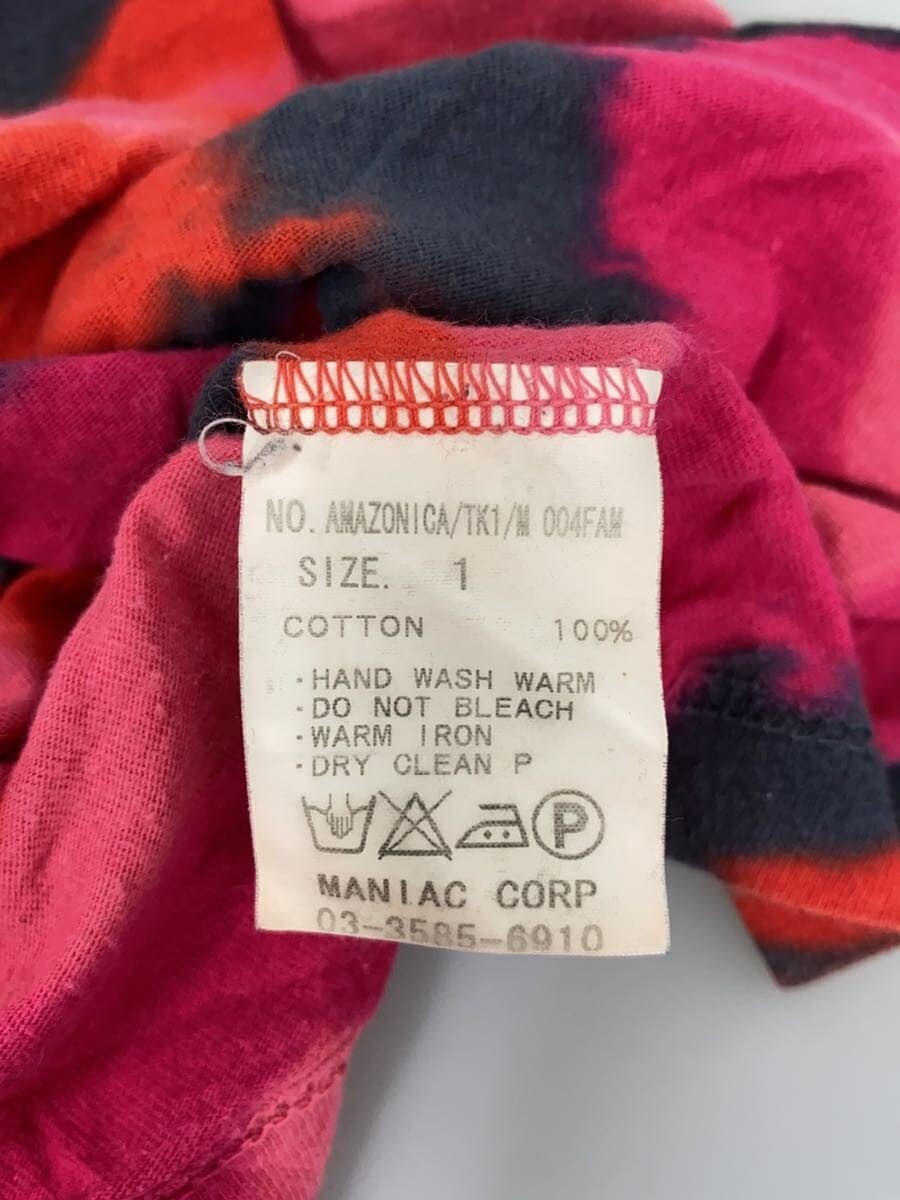 NO. AMAZONICA/TK1/M 004FAM
SIZE. 1
COTTON 100%
·HAND WASH WARM
·DO NOT BLEACH
·WARM IRON
·DRY CLEAN P
P
MANIAC CORP
03-3585-6910